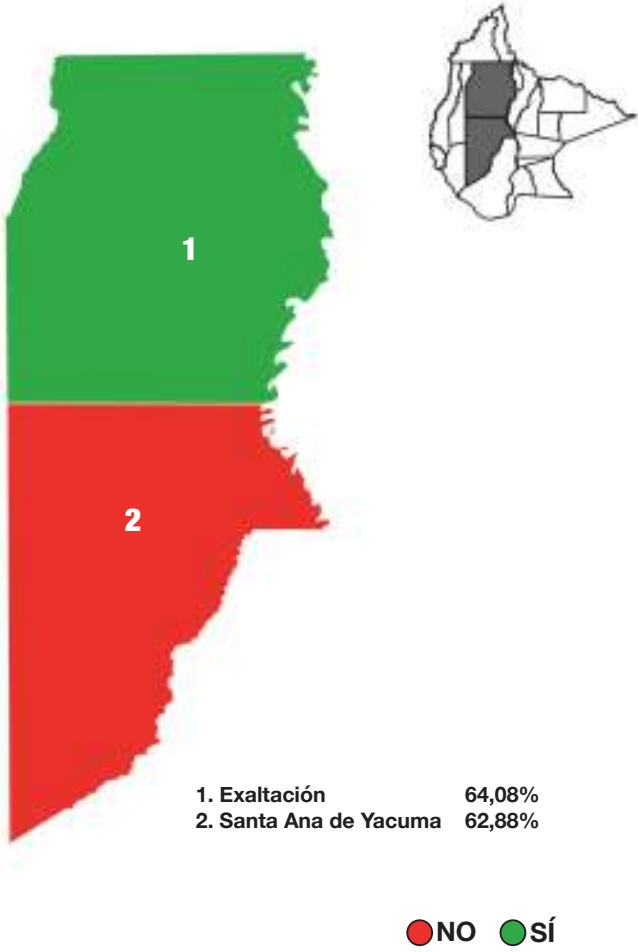 1
2
1. Exaltación 64,08%
2. Santa Ana de Yacuma 62,88%
NO SÍ